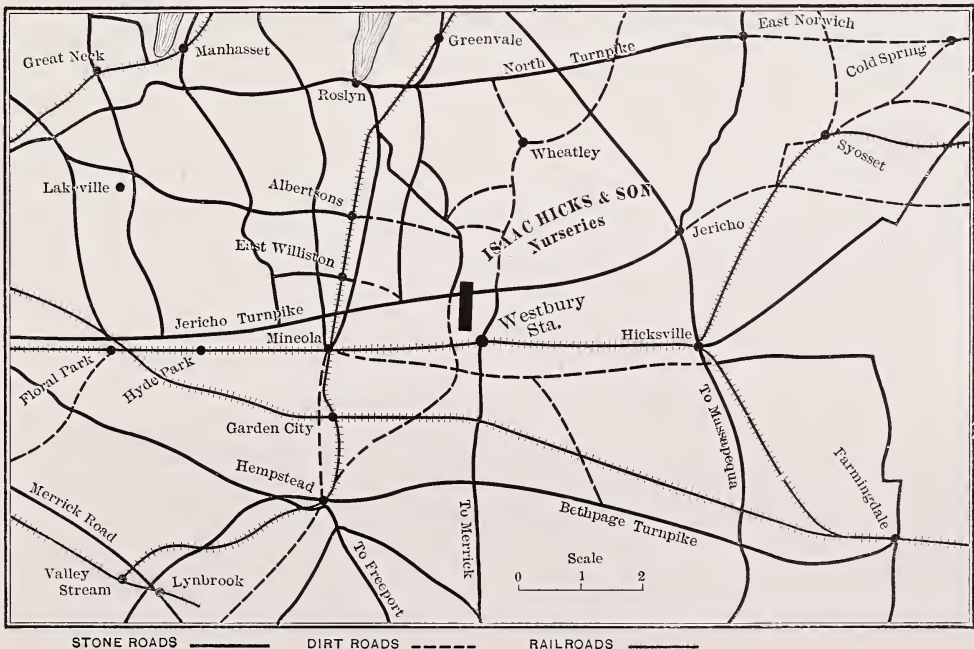 East Norwich
Great Neck
Manhasset
Greenvale
North Turnpike
Cold Spring
Roslyn
Wheatley
Syosset
Lakeville
Albertsons
ISAAC HICKS & SON
Nurseries
Jericho
East Williston
Jericho Turnpike
Westbury
Sta.
Mineola
Hicksville
Floral Park
Hyde Park
To Massapequa
Garden City
Hempstead
Farmingdale
Merrick Road
To Merrick
Bethpage Turnpike
To Freeport
Scale
0 1 2
Valley
Stream
Lynbrook
STONE ROADS DIRT ROADS RAILROADS